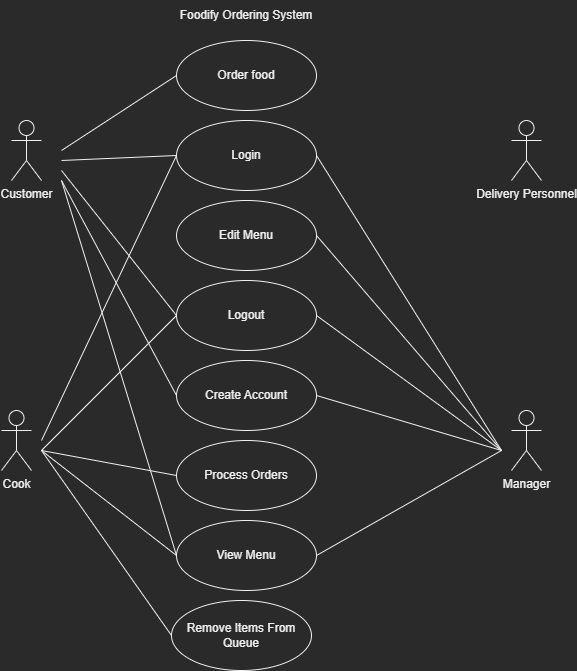 Foodify Ordering System
Order food
Login
Customer
Delivery Personnel
Edit Menu
Logout
Create Account
Process Orders
Cook
Manager
View Menu
Remove Items From
Queue